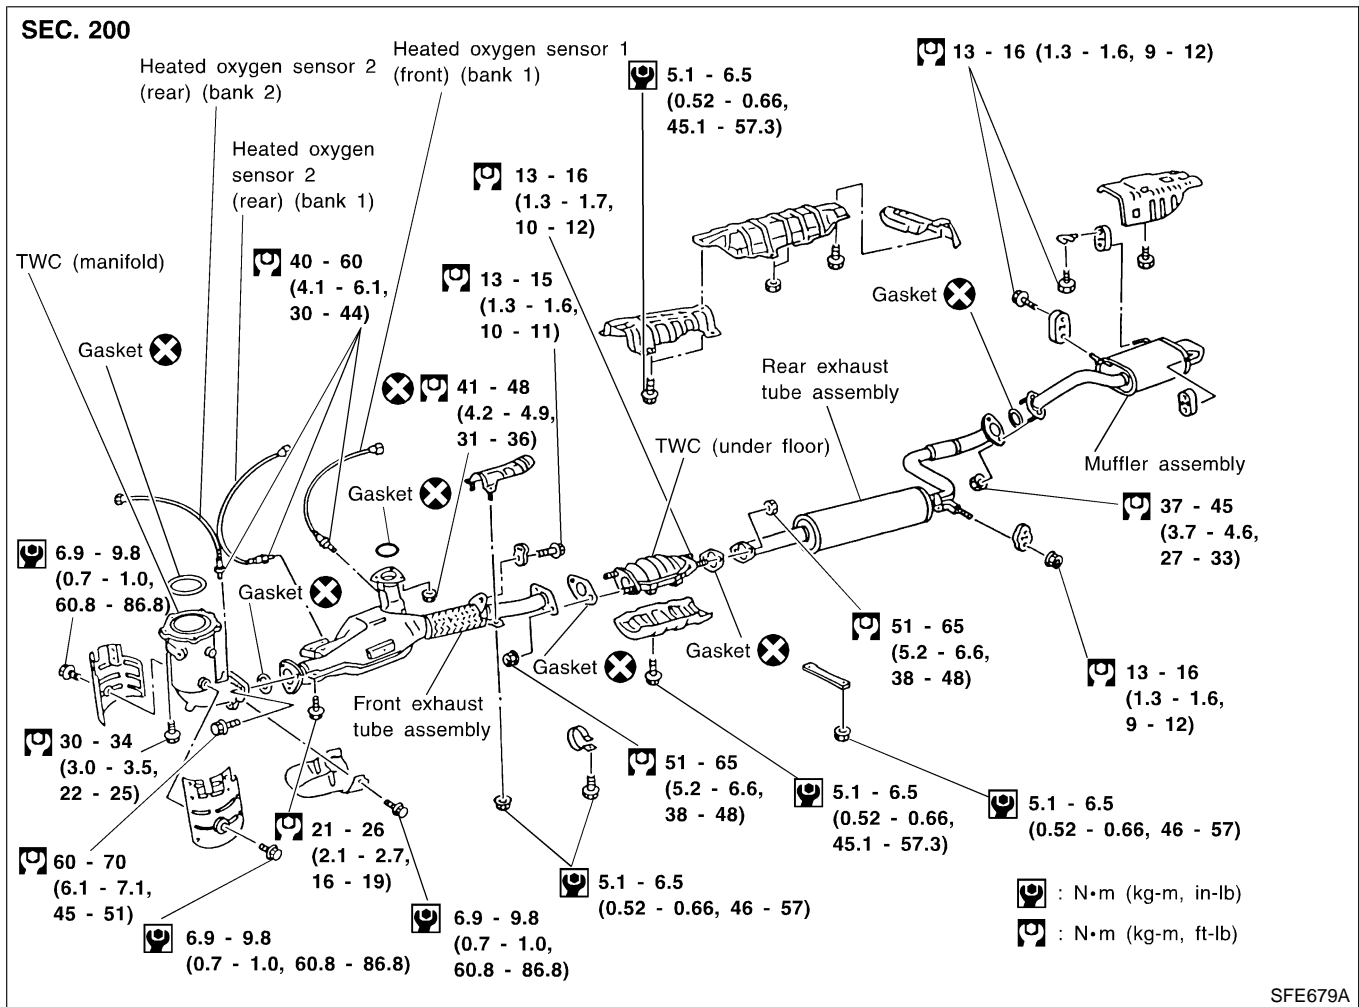 SEC. 200
Heated oxygen sensor 2
(rear) (bank 2)
Heated oxygen sensor 1
(front) (bank 1)
5.1 - 6.5
(0.52 - 0.66,
45.1 - 57.3)
13 - 16 (1.3 - 1.6, 9 - 12)
Heated oxygen
sensor 2
(rear) (bank 1)
13 - 16
(1.3 - 1.7,
10 - 12)
TWC (manifold)
40 - 60
(4.1 - 6.1,
30 - 44)
13 - 15
(1.3 - 1.6,
10 - 11)
Gasket
Gasket
41 - 48
(4.2 - 4.9,
31 - 36)
Rear exhaust
tube assembly
TWC (under floor)
Muffler assembly
Gasket
37 - 45
(3.7 - 4.6,
27 - 33)
6.9 - 9.8
(0.7 - 1.0,
60.8 - 86.8)
Gasket
Gasket
Gasket
51 - 65
(5.2 - 6.6,
38 - 48)
13 - 16
(1.3 - 1.6,
9 - 12)
Front exhaust
tube assembly
30 - 34
(3.0 - 3.5,
22 - 25)
51 - 65
(5.2 - 6.6,
38 - 48)
5.1 - 6.5
(0.52 - 0.66,
45.1 - 57.3)
5.1 - 6.5
(0.52 - 0.66, 46 - 57)
21 - 26
(2.1 - 2.7,
16 - 19)
60 - 70
(6.1 - 7.1,
45 - 51)
5.1 - 6.5
(0.52 - 0.66, 46 - 57)
6.9 - 9.8
(0.7 - 1.0, 60.8 - 86.8)
6.9 - 9.8
(0.7 - 1.0,
60.8 - 86.8)
: N•m (kg-m, in-lb)
: N•m (kg-m, ft-lb)
SFE679A